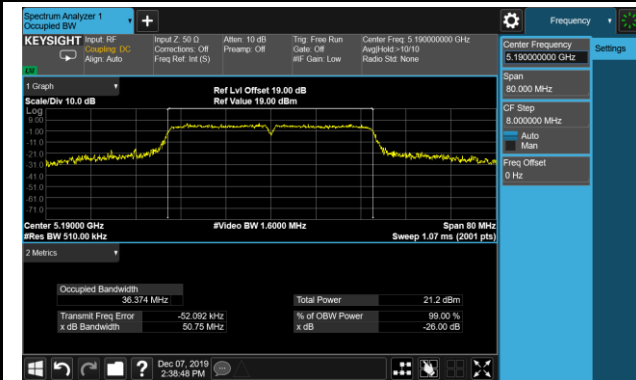 Spectrum Analyzer 1
Occupied BW
+
Frequency
KEYSIGHT
Input: RF
Coupling: DC
Align: Auto
Input Z: 50 Ω
Corrections: Off
Freq Ref: Int (S)
Atten: 10 dB
Preamp: Off
Trig: Free Run
Gate: Off
#IF Gain: Low
Center Freq: 5.190000000 GHz
Avg|Hold:>10/10
Radio Std: None
LW
Center Frequency
5.190000000 GHz
Settings
Span
80.000 MHz
CF Step
8.000000 MHz
Auto
Man
Freq Offset
0 Hz
1 Graph
Scale/Div 10.0 dB
Ref Lvl Offset 19.00 dB
Ref Value 19.00 dBm
Log
9.00
-1.00
-11.0
-21.0
-31.0
-41.0
-51.0
-61.0
-71.0
Center 5.19000 GHz
#Video BW 1.6000 MHz
Span 80 MHz
#Res BW 510.00 kHz
Sweep 1.07 ms (2001 pts)
2 Metrics
Occupied Bandwidth
36.374 MHz
Total Power 21.2 dBm
Transmit Freq Error -52.092 kHz
% of OBW Power 99.00 %
x dB Bandwidth 50.75 MHz
x dB -26.00 dB
?
Dec 07, 2019
2:38:48 PM